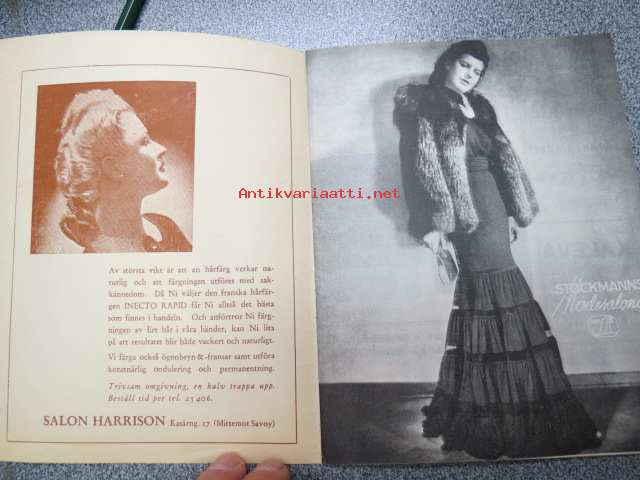 Av största vikt är att en hårfärg verkar na-
turlig och att färgningen utföres med sak-
kännedom. Då Ni väljer den franska hårfär-
gen INECTO RAPID får Ni alltså det bästa
som finnes i handeln. Och anförtror Ni färg-
ningen av Ert hår i våra händer, kan Ni lita
på att resultatet blir både vackert och naturligt.
Vi färga också ögonbryn & -fransar samt utföra
konstnärlig ondulering och permanentning.
Trivsam omgivning, en halv trappa upp.
Beställ tid per tel. 25 406.
SALON HARRISON Kasärng. 27. (Mittemot Savoy)
Antikvariaatti.net
STOCKMANNS
Modesalong